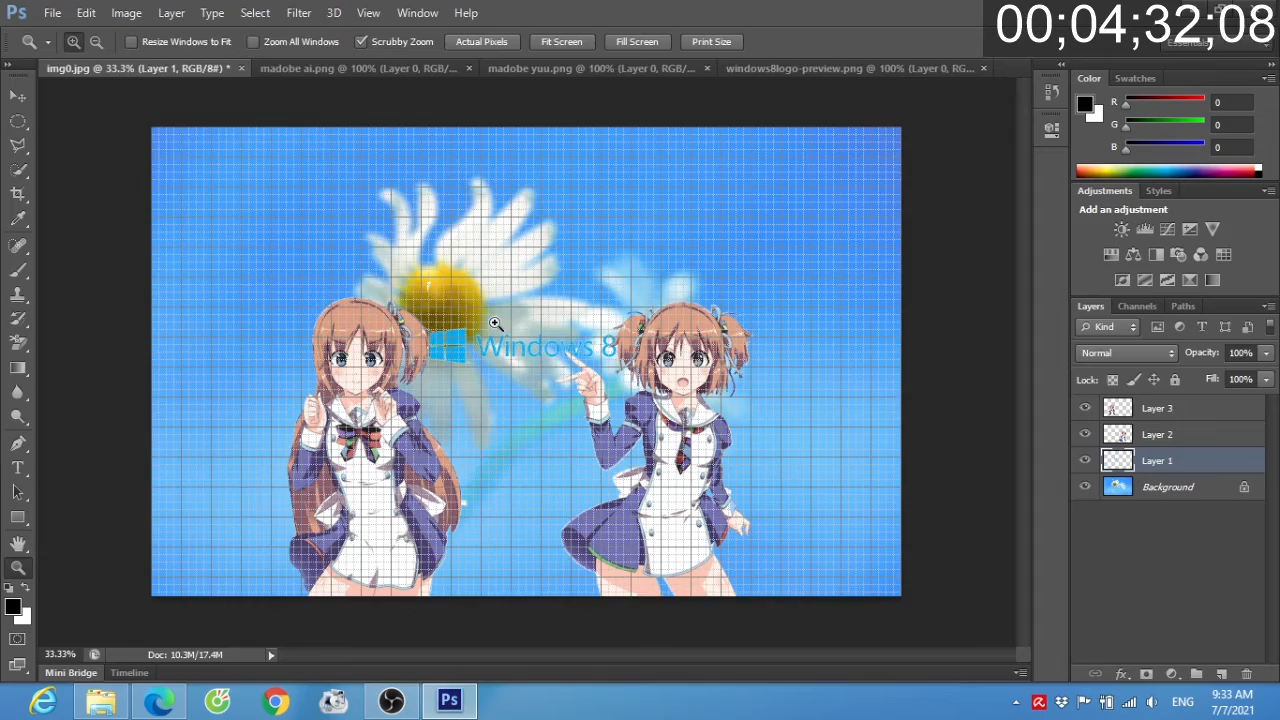 00;04;32;08
Ps File Edit Image Layer Type Select Filter 3D View Window Help
Resize Windows to Fit Zoom All Windows Scrubby Zoom Actual Pixels Fit Screen Fill Screen Print Size
img0.jpg @ 33.3% (Layer 1, RGB/8#) * × madobe ai.png @ 100% (Layer 0, RGB/... × madobe yuu.png @ 100% (Layer 0, RGB/... × windows8logo-preview.png @ 100% (Layer 0, RG... ×
Color Swatches
R 0
G 0
B 0
Adjustments Styles
Add an adjustment
Layers Channels Paths
Kind
Normal Opacity: 100%
Lock: Fill: 100%
Layer 3
Layer 2
Layer 1
Background
Windows 8
33.33% Doc: 10.3M/17.4M
Mini Bridge Timeline
Ps ENG 9:33 AM
7/7/2021